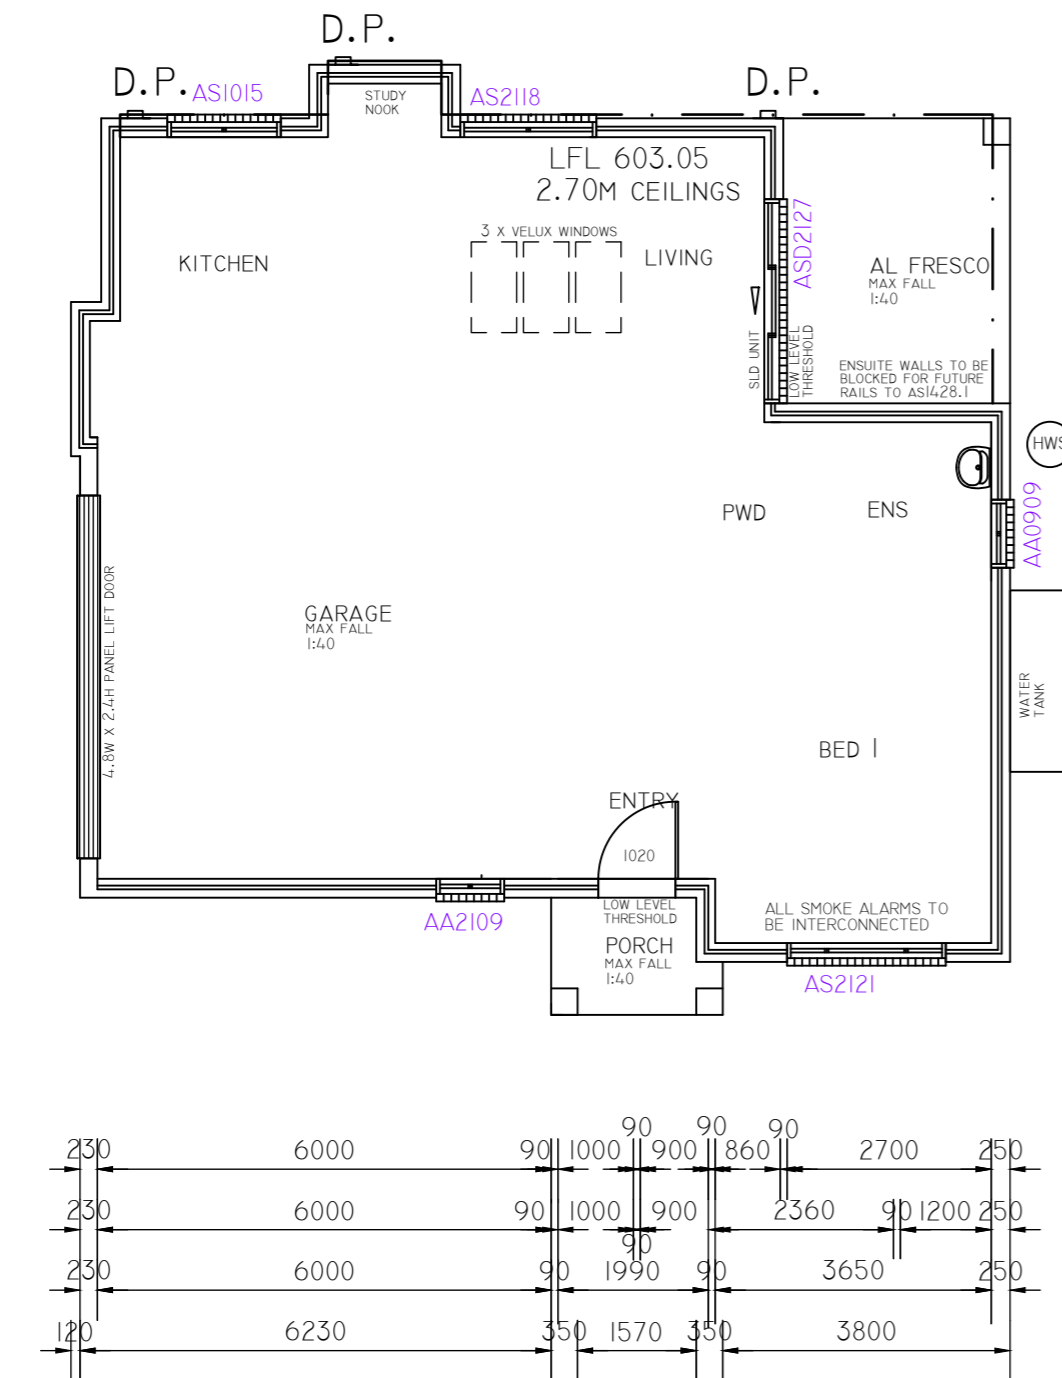 D.P.
D.P.
AS1015
STUDY
NOOK
AS2118
D.P.
LFL 603.05
2.70M CEILINGS
3 X VELUX WINDOWS
KITCHEN
LIVING
ASD2127
AL FRESCO
MAX FALL
1:40
SLD UNIT
LOW LEVEL
THRESHOLD
ENSUITE WALLS TO BE
BLOCKED FOR FUTURE
RAILS TO AS1428.1
HWS
PWD
ENS
AA0909
4.8W X 2.4H PANEL LIFT DOOR
GARAGE
MAX FALL
1:40
WATER
TANK
BED 1
ENTRY
1020
LOW LEVEL
THRESHOLD
AA2109
PORCH
MAX FALL
1:40
ALL SMOKE ALARMS TO
BE INTERCONNECTED
AS2121
230 6000 90 1000 90 900 90 860 90 2700 250
230 6000 90 1000 90 900 2360 90 1200 250
230 6000 90 1990 90 3650 250
120 6230 350 1570 350 3800